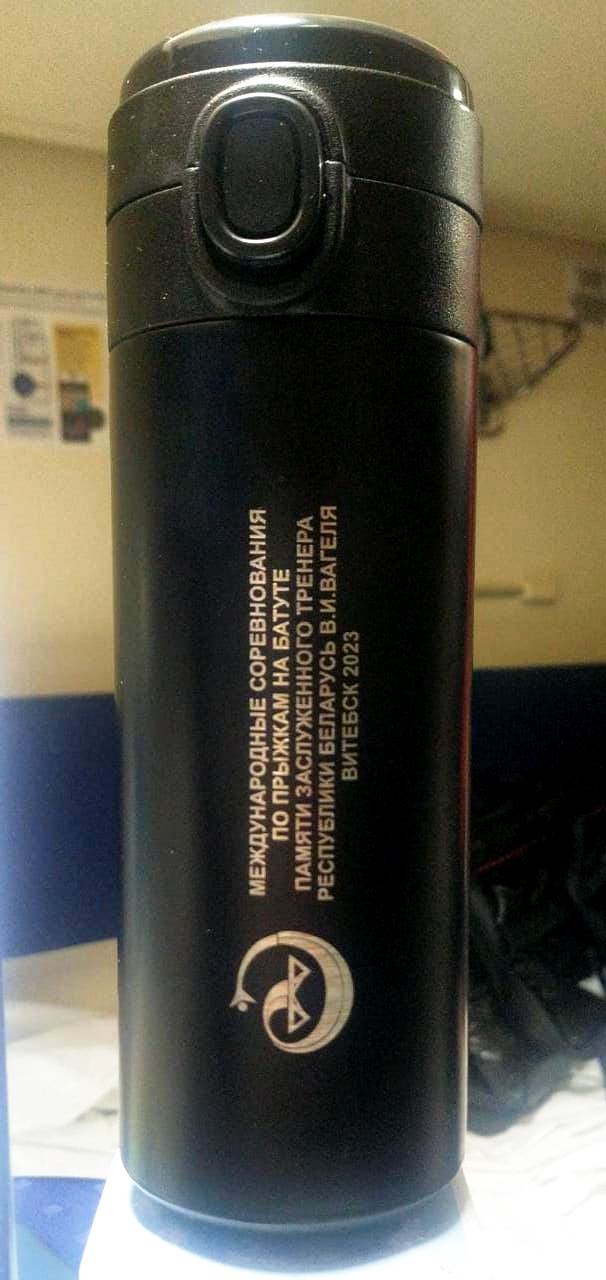 МЕЖДУНАРОДНЫЕ СОРЕВНОВАНИЯ
ПО ПРЫЖКАМ НА БАТУТЕ
ПАМЯТИ ЗАСЛУЖЕННОГО ТРЕНЕРА
РЕСПУБЛИКИ БЕЛАРУСЬ В.И.ВАГЕЛЯ
ВИТЕБСК 2023